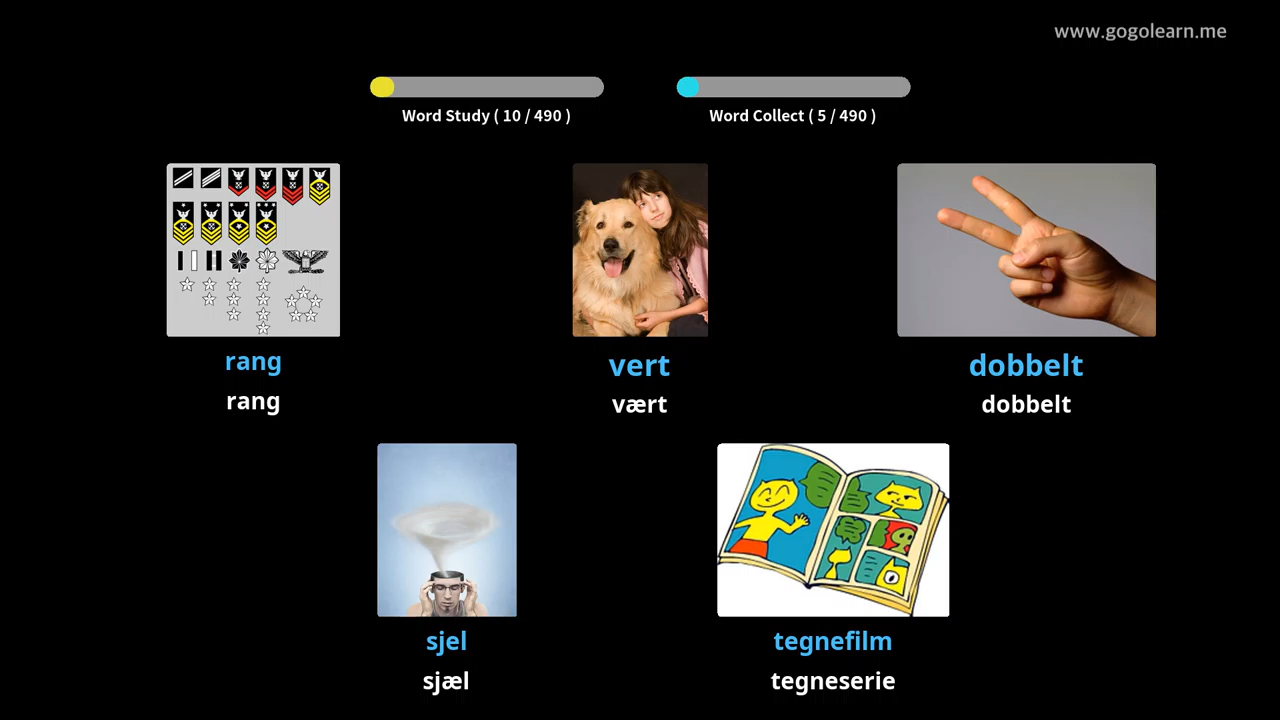 www.gogolearn.me
Word Study ( 10 / 490 )
Word Collect ( 5 / 490 )
rang
rang
vert
vært
dobbelt
dobbelt
sjel
sjæl
tegnefilm
tegneserie